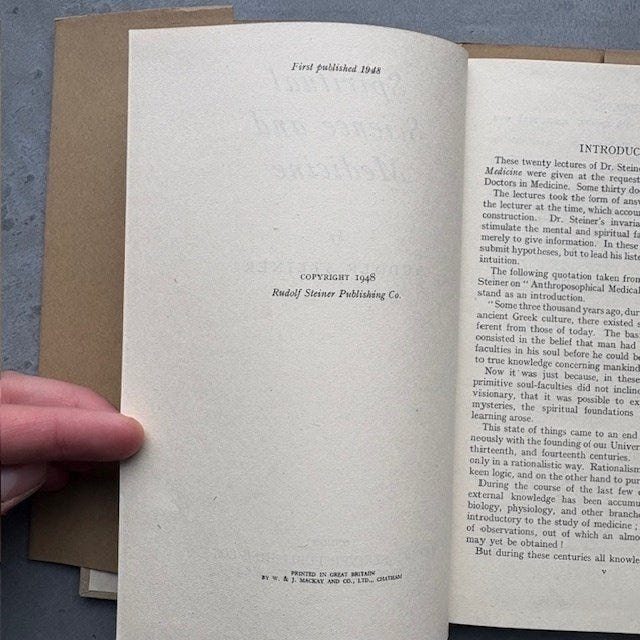 First published 1948
COPYRIGHT 1948
Rudolf Steiner Publishing Co.
PRINTED IN GREAT BRITAIN
BY W. & J. MACKAY AND CO., LTD., CHATHAM
INTRODUC
These twenty lectures of Dr. Steine
Medicine were given at the request
Doctors in Medicine. Some thirty do
The lectures took the form of answ
the lecturer at the time, which accou
construction. Dr. Steiner's invaria
stimulate the mental and spiritual fa
merely to give information. In these
submit hypotheses, but to lead his liste
intuition.
The following quotation taken from
Steiner on "Anthroposophical Medical
stand as an introduction.
"Some three thousand years ago, dur
ancient Greek culture, there existed s
ferent from those of today. The bas
consisted in the belief that man had
faculties in his soul before he could be
to true knowledge concerning mankind
Now it was just because, in these
primitive soul-faculties did not incline
visionary, that it was possible to ex
mysteries, the spiritual foundations
learning arose.
This state of things came to an end
neously with the founding of our Univer
thirteenth, and fourteenth centuries.
only in a rationalistic way. Rationalism
keen logic, and on the other hand to pur
During the course of the last few c
external knowledge has been accumu
biology, physiology, and other branche
introductory to the study of medicine;
of observations, out of which an almo
may yet be obtained!
But during these centuries all knowle
v